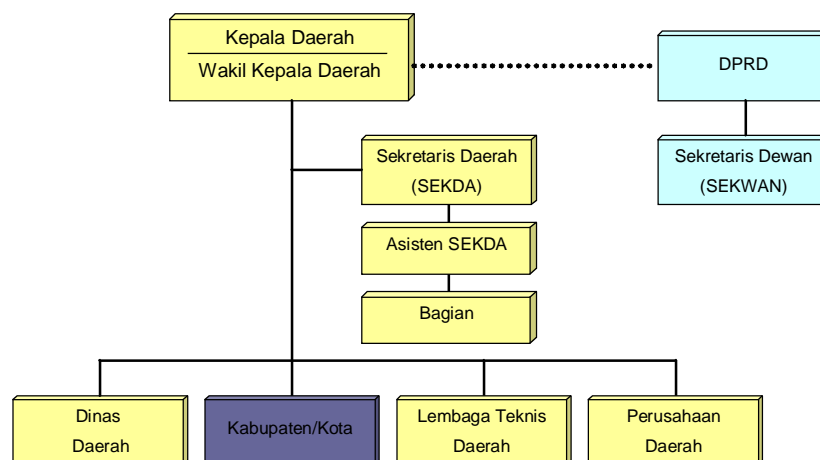 Kepala Daerah
Wakil Kepala Daerah
DPRD
Sekretaris Daerah
(SEKDA)
Sekretaris Dewan
(SEKWAN)
Asisten SEKDA
Bagian
Dinas
Daerah
Kabupaten/Kota
Lembaga Teknis
Daerah
Perusahaan
Daerah